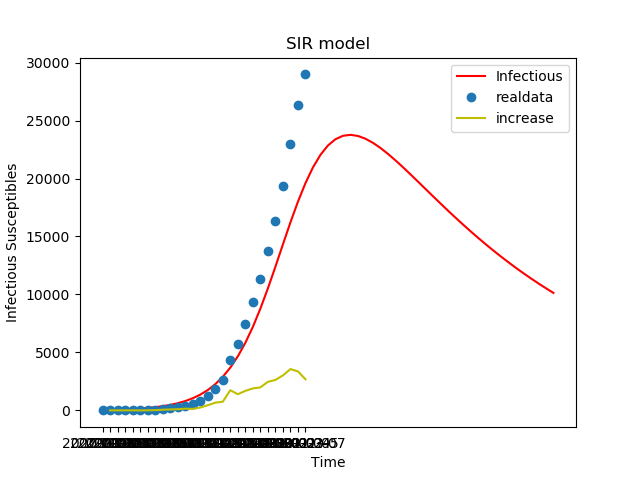 SIR model
30000
25000
20000
15000
10000
5000
0
Infectious Susceptibles
Infectious
realdata
increase
Time